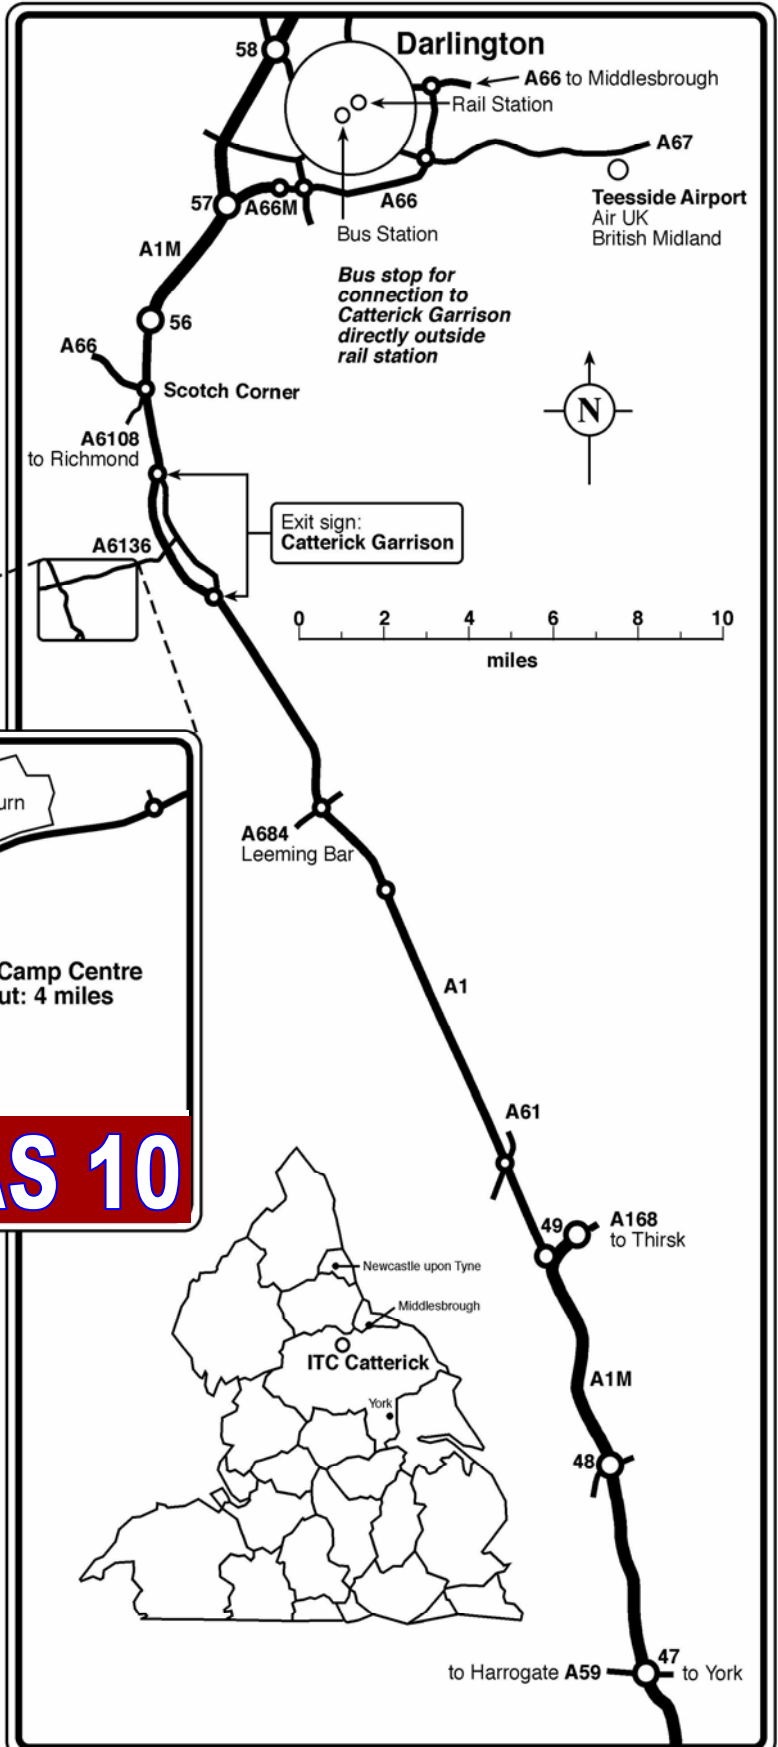 Darlington
58
A66 to Middlesbrough
Rail Station
A67
57
A66M
A66
Teesside Airport
Air UK
British Midland
Bus Station
A1M
Bus stop for
connection to
Catterick Garrison
directly outside
rail station
56
A66
Scotch Corner
N
A6108
to Richmond
Exit sign:
Catterick Garrison
A6136
0 2 4 6 8 10
miles
urn
A684
Leeming Bar
Camp Centre
ut: 4 miles
A1
A61
AS 10
49
A168
to Thirsk
Newcastle upon Tyne
Middlesbrough
ITC Catterick
A1M
York
48
47
to Harrogate A59
to York